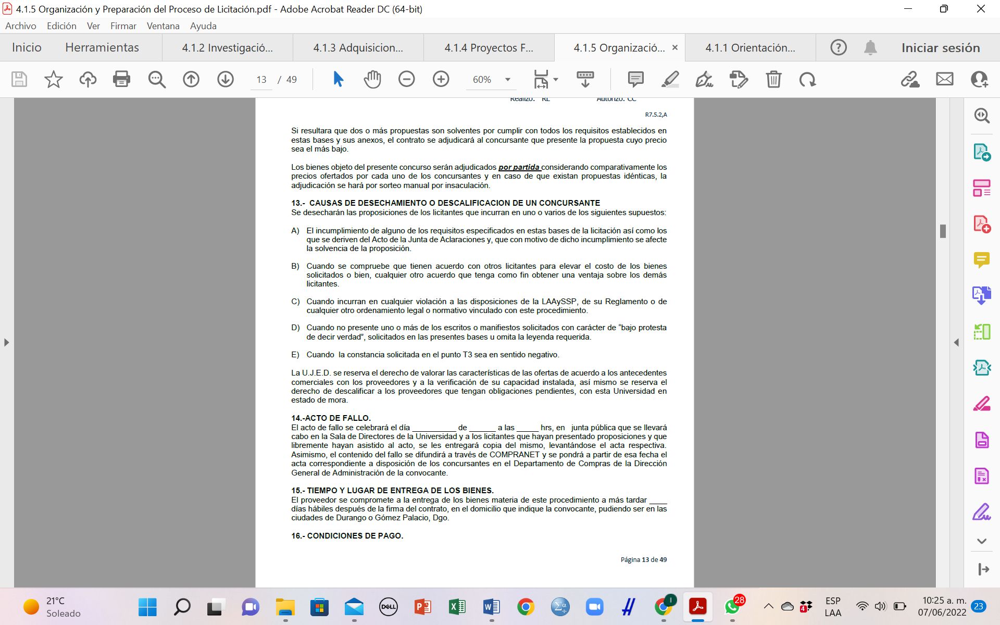 4.1.5 Organización y Preparación del Proceso de Licitación.pdf - Adobe Acrobat Reader DC (64-bit)
Archivo Edición Ver Firmar Ventana Ayuda
Inicio Herramientas 4.1.2 Investigació... 4.1.3 Adquisicion... 4.1.4 Proyectos F... 4.1.5 Organizació... 4.1.1 Orientación... Iniciar sesión
13 / 49 60%
Realizó: RL Autorizó: CC
R7.5.2,A
Si resultara que dos o más propuestas son solventes por cumplir con todos los requisitos establecidos en
estas bases y sus anexos, el contrato se adjudicará al concursante que presente la propuesta cuyo precio
sea el más bajo.
Los bienes objeto del presente concurso serán adjudicados por partida considerando comparativamente los
precios ofertados por cada uno de los concursantes y en caso de que existan propuestas idénticas, la
adjudicación se hará por sorteo manual por insaculación.
13.- CAUSAS DE DESECHAMIENTO O DESCALIFICACION DE UN CONCURSANTE
Se desecharán las proposiciones de los licitantes que incurran en uno o varios de los siguientes supuestos:
A) El incumplimiento de alguno de los requisitos especificados en estas bases de la licitación así como los
que se deriven del Acto de la Junta de Aclaraciones y, que con motivo de dicho incumplimiento se afecte
la solvencia de la proposición.
B) Cuando se compruebe que tienen acuerdo con otros licitantes para elevar el costo de los bienes
solicitados o bien, cualquier otro acuerdo que tenga como fin obtener una ventaja sobre los demás
licitantes.
C) Cuando incurran en cualquier violación a las disposiciones de la LAAySSP, de su Reglamento o de
cualquier otro ordenamiento legal o normativo vinculado con este procedimiento.
D) Cuando no presente uno o más de los escritos o manifiestos solicitados con carácter de “bajo protesta
de decir verdad”, solicitados en las presentes bases u omita la leyenda requerida.
E) Cuando la constancia solicitada en el punto T3 sea en sentido negativo.
La U.J.E.D. se reserva el derecho de valorar las características de las ofertas de acuerdo a los antecedentes
comerciales con los proveedores y a la verificación de su capacidad instalada, así mismo se reserva el
derecho de descalificar a los proveedores que tengan obligaciones pendientes, con esta Universidad en
estado de mora.
14.-ACTO DE FALLO.
El acto de fallo se celebrará el día __________ de ______ a las _____ hrs, en junta pública que se llevará
cabo en la Sala de Directores de la Universidad y a los licitantes que hayan presentado proposiciones y que
libremente hayan asistido al acto, se les entregará copia del mismo, levantándose el acta respectiva.
Asimismo, el contenido del fallo se difundirá a través de COMPRANET y se pondrá a partir de esa fecha el
acta correspondiente a disposición de los concursantes en el Departamento de Compras de la Dirección
General de Administración de la convocante.
15.- TIEMPO Y LUGAR DE ENTREGA DE LOS BIENES.
El proveedor se compromete a la entrega de los bienes materia de este procedimiento a más tardar ____
días hábiles después de la firma del contrato, en el domicilio que indique la convocante, pudiendo ser en las
ciudades de Durango o Gómez Palacio, Dgo.
16.- CONDICIONES DE PAGO.
Página 13 de 49
21°C
Soleado
DELL
28
4
ESP
LAA
10:25 a. m.
07/06/2022
23